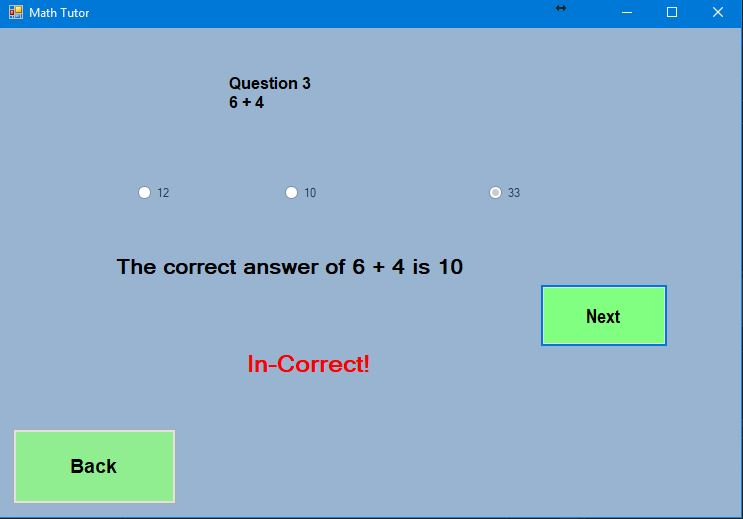 Math Tutor
Question 3
6 + 4
12
10
33
The correct answer of 6 + 4 is 10
Next
In-Correct!
Back